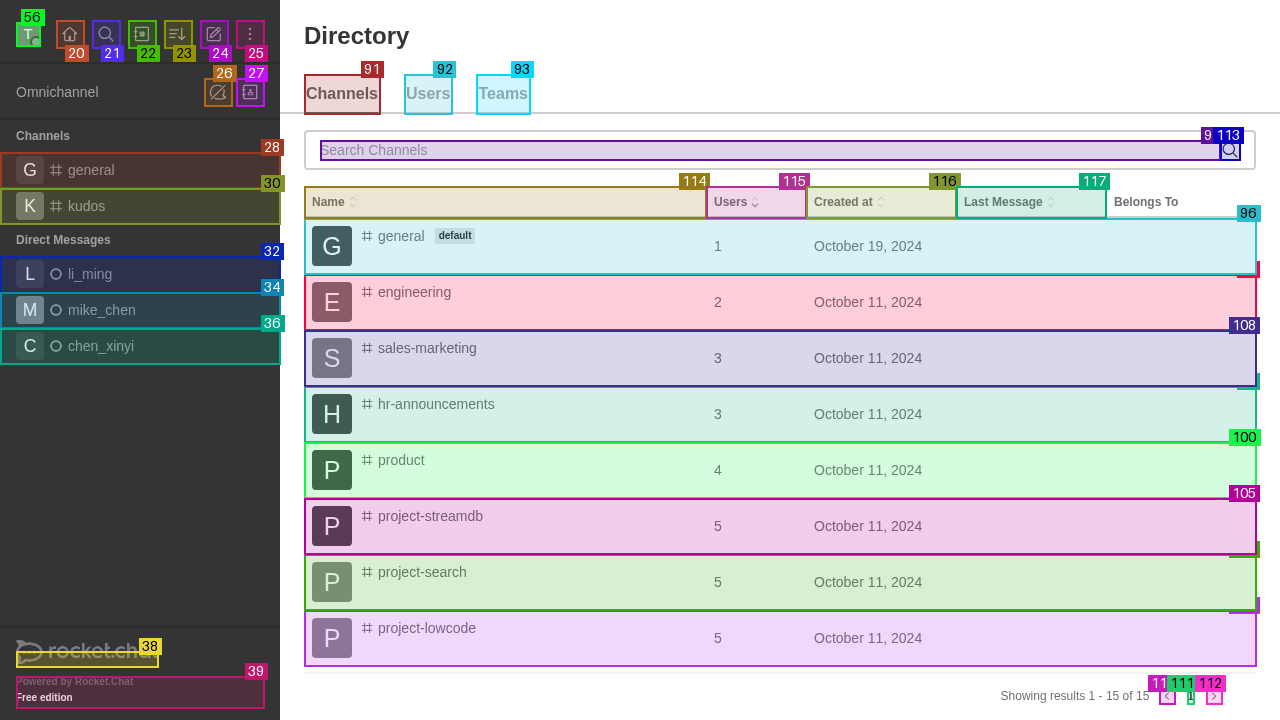 56
T
20
21
22
23
24
25
Omnichannel
26
27
Channels
28
G general
30
kudos
K
Direct Messages
32
L li_ming
34
M mike_chen
36
C chen_xinyi
38
rocket.chat
39
Powered by Rocket.Chat
Free edition
Directory
91
Channels
92
Users
93
Teams
Search Channels
113
114
Name
115
Users
116
Created at
117
Last Message
Belongs To
96
G general default 1 October 19, 2024
E engineering 2 October 11, 2024
108
S sales-marketing 3 October 11, 2024
H hr-announcements 3 October 11, 2024
100
P product 4 October 11, 2024
105
P project-streamdb 5 October 11, 2024
P project-search 5 October 11, 2024
P project-lowcode 5 October 11, 2024
111
112
Showing results 1 - 15 of 15
1